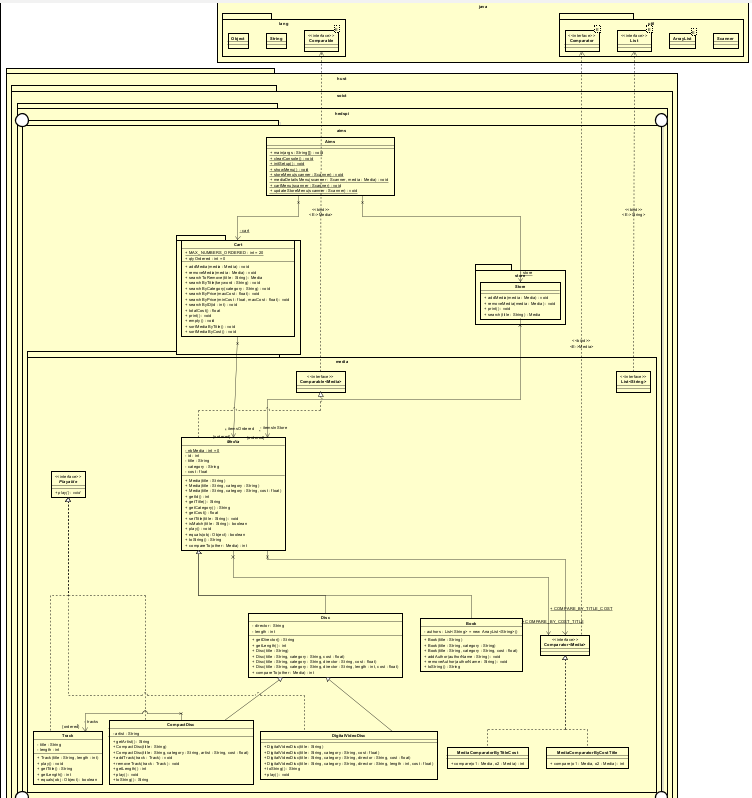 java
lang
Object
String
<<interface>>
Comparable
<<interface>>
Comparator
<<interface>>
List
ArrayList
Scanner
hust
soict
hedspi
aims
Aims
+ main(args : String[]) : void
+ clearConsole() : void
+ initSetup() : void
+ showMenu() : void
+ storeMenu(scanner : Scanner) : void
+ mediaDetailsMenu(scanner : Scanner, media : Media) : void
+ cartMenu(scanner : Scanner) : void
+ updateStoreMenu(scanner : Scanner) : void
<<bind>>
<E->Media>
<<bind>>
<E->String>
- cart
Cart
+ MAX_NUMBERS_ORDERED : int = 20
+ qtyOrdered : int = 0
+ addMedia(media : Media) : void
+ removeMedia(media : Media) : void
+ searchToRemove(title : String) : Media
+ searchByTitle(keyword : String) : void
+ searchByCategory(category : String) : void
+ searchByPrice(maxCost : float) : void
+ searchByPrice(minCost : float, maxCost : float) : void
+ searchByID(id : int) : void
+ totalCost() : float
+ print() : void
+ empty() : void
+ sortMediaByTitle() : void
+ sortMediaByCost() : void
store
Store
+ addMedia(media : Media) : void
+ removeMedia(media : Media) : void
+ print() : void
+ search(title : String) : Media
<<bind>>
<E->Media>
media
<<interface>>
Comparable<Media>
<<interface>>
List<String>
- itemsOrdered
- itemsInStore
{ordered}
{ordered}
Media
- nbMedia : int = 0
- id : int
- title : String
- category : String
- cost : float
+ Media(title : String)
+ Media(title : String, category : String)
+ Media(title : String, category : String, cost : float)
+ getId() : int
+ getTitle() : String
+ getCategory() : String
+ getCost() : float
+ setTitle(title : String) : void
+ isMatch(title : String) : boolean
+ play() : void
+ equals(obj : Object) : boolean
+ toString() : String
+ compareTo(other : Media) : int
<<interface>>
Playable
+ play() : void
+ COMPARE_BY_TITLE_COST
+ COMPARE_BY_COST_TITLE
Disc
- director : String
- length : int
+ getDirector() : String
+ getLength() : int
+ Disc(title : String)
+ Disc(title : String, category : String, cost : float)
+ Disc(title : String, category : String, director : String, cost : float)
+ Disc(title : String, category : String, director : String, length : int, cost : float)
+ compareTo(other : Media) : int
Book
- authors : List<String> = new ArrayList<String>()
+ Book(title : String)
+ Book(title : String, category : String)
+ Book(title : String, category : String, cost : float)
+ addAuthor(authorName : String) : void
+ removeAuthor(authorName : String) : void
+ toString() : String
<<interface>>
Comparator<Media>
- tracks
{ordered}
Track
- title : String
- length : int
+ Track(title : String, length : int)
+ play() : void
+ getTitle() : String
+ getLength() : int
+ equals(obj : Object) : boolean
CompactDisc
- artist : String
+ getArtist() : String
+ CompactDisc(title : String)
+ CompactDisc(title : String, category : String, artist : String, cost : float)
+ addTrack(track : Track) : void
+ removeTrack(track : Track) : void
+ getLength() : int
+ play() : void
+ toString() : String
DigitalVideoDisc
+ DigitalVideoDisc(title : String)
+ DigitalVideoDisc(title : String, category : String, cost : float)
+ DigitalVideoDisc(title : String, category : String, director : String, cost : float)
+ DigitalVideoDisc(title : String, category : String, director : String, length : int, cost : float)
+ toString() : String
+ play() : void
MediaComparatorByTitleCost
+ compare(o1 : Media, o2 : Media) : int
MediaComparatorByCostTitle
+ compare(o1 : Media, o2 : Media) : int